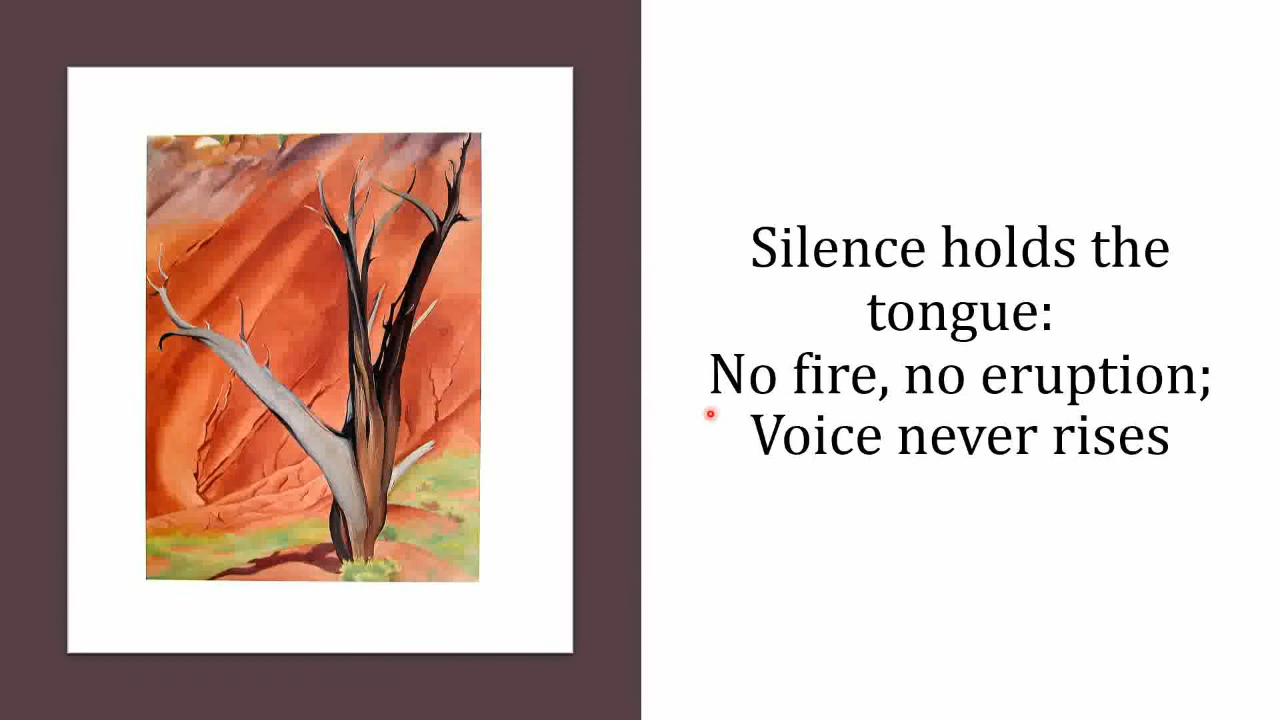 Silence holds the
tongue:
No fire, no eruption;
Voice never rises